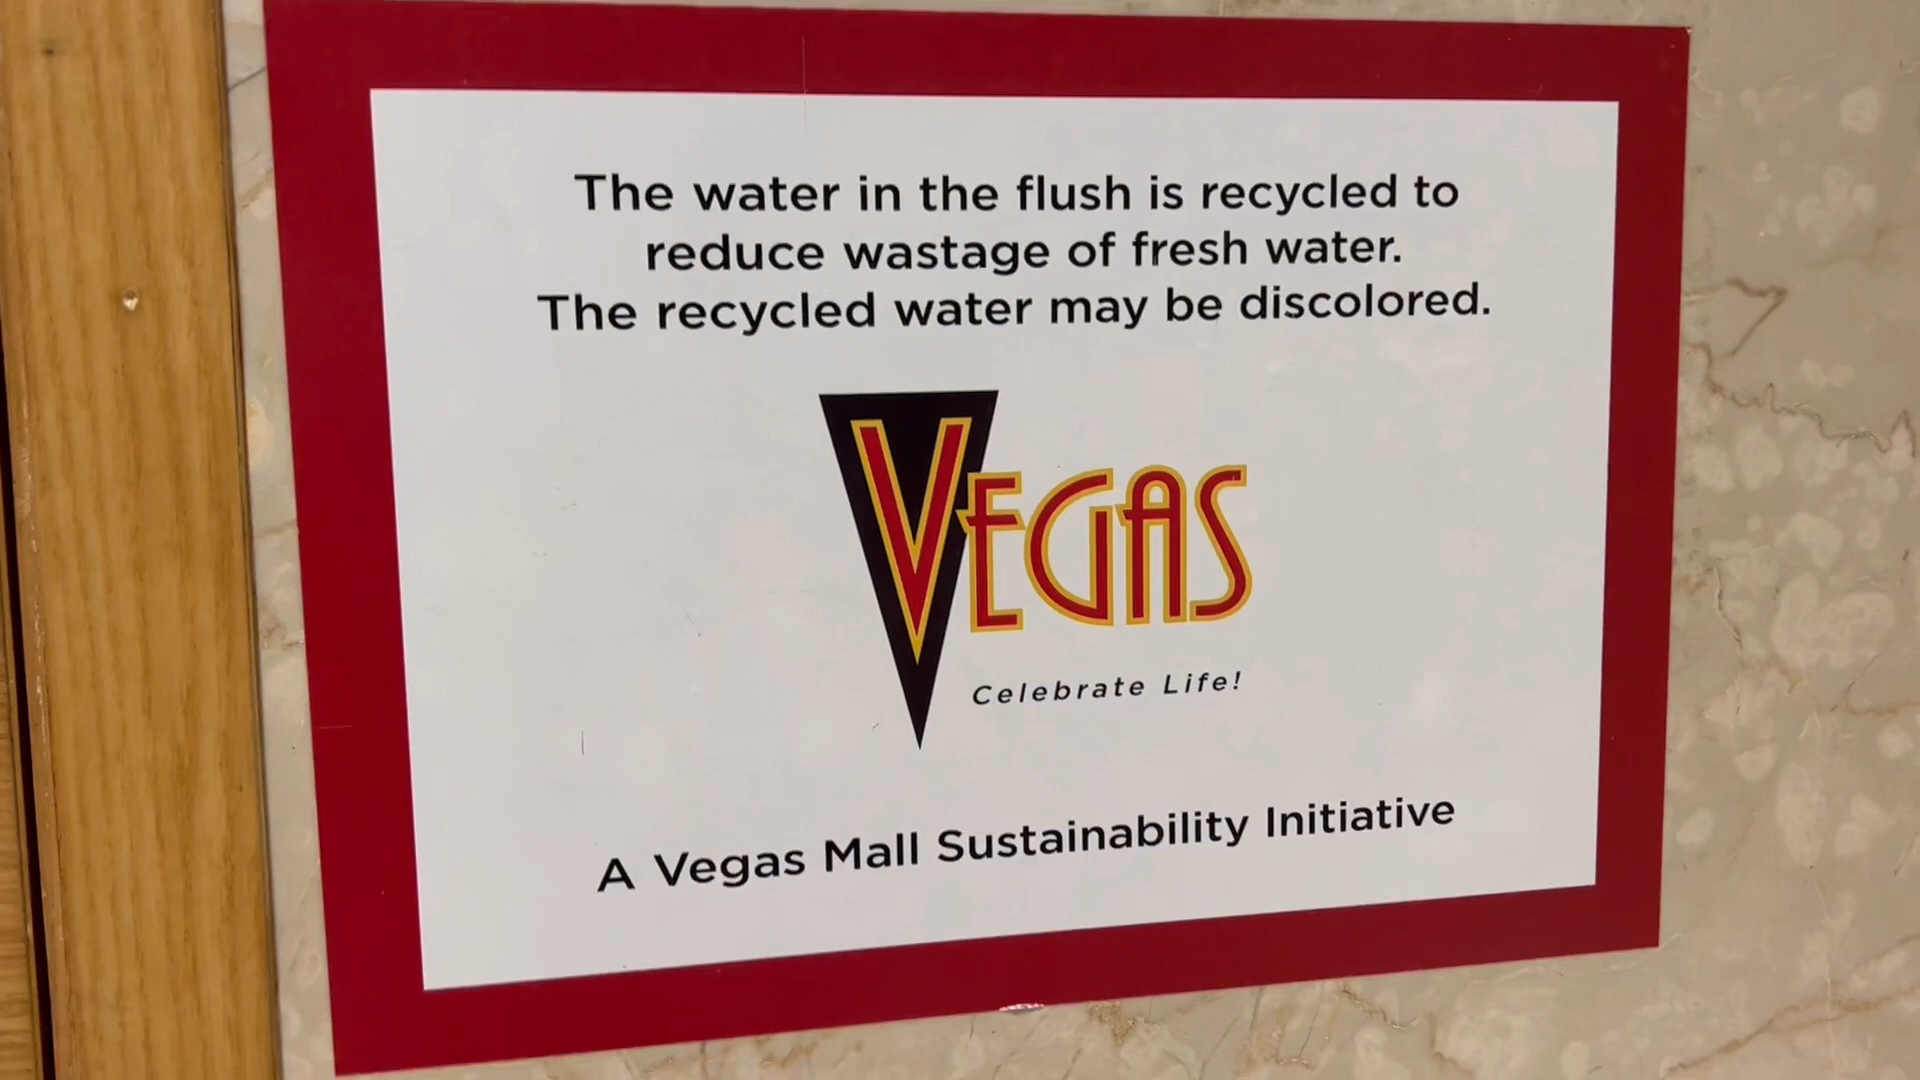 The water in the flush is recycled to
reduce wastage of fresh water.
The recycled water may be discolored.
VEGAS
Celebrate Life!
A Vegas Mall Sustainability Initiative